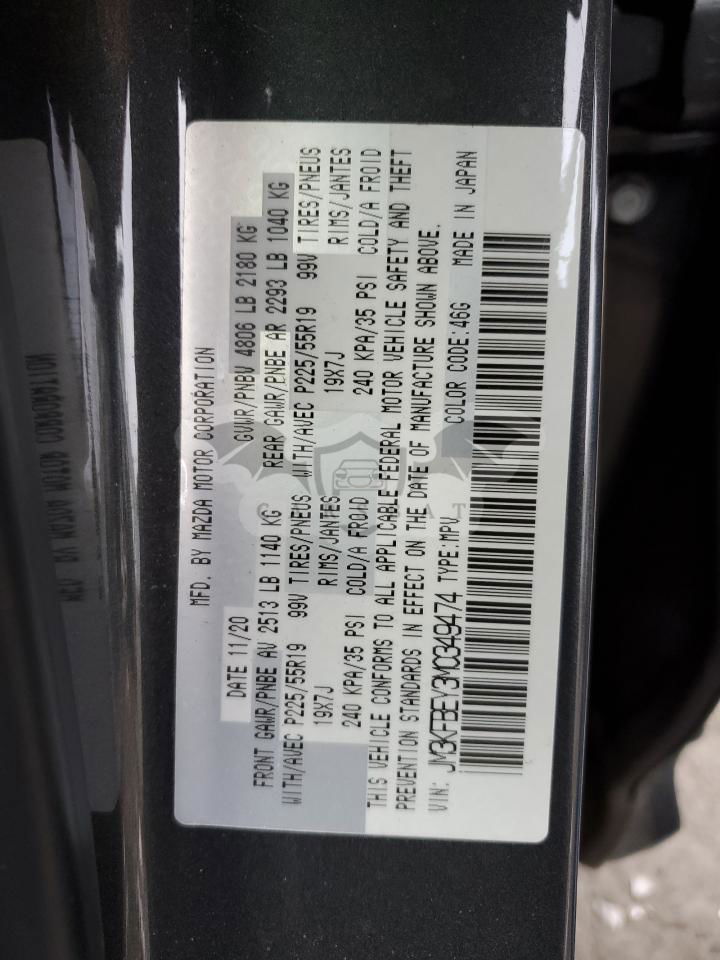 MFD. BY MAZDA MOTOR CORPORATION
DATE 11/20 GVWR/PNBV 4806 LB 2180 KG
FRONT GAWR/PNBE AV 2513 LB 1140 KG REAR GAWR/PNBE AR 2293 LB 1040 KG
WITH/AVEC P225/55R19 99V TIRES/PNEUS WITH/AVEC P225/55R19 99V TIRES/PNEUS
19X7J RIMS/JANTES 19X7J RIMS/JANTES
240 KPA/35 PSI COLD/A FROID 240 KPA/35 PSI COLD/A FROID
THIS VEHICLE CONFORMS TO ALL APPLICABLE FEDERAL MOTOR VEHICLE SAFETY AND THEFT
PREVENTION STANDARDS IN EFFECT ON THE DATE OF MANUFACTURE SHOWN ABOVE.
VIN: JM3KFBEY3M0349474 TYPE:MPV COLOR CODE:46G MADE IN JAPAN